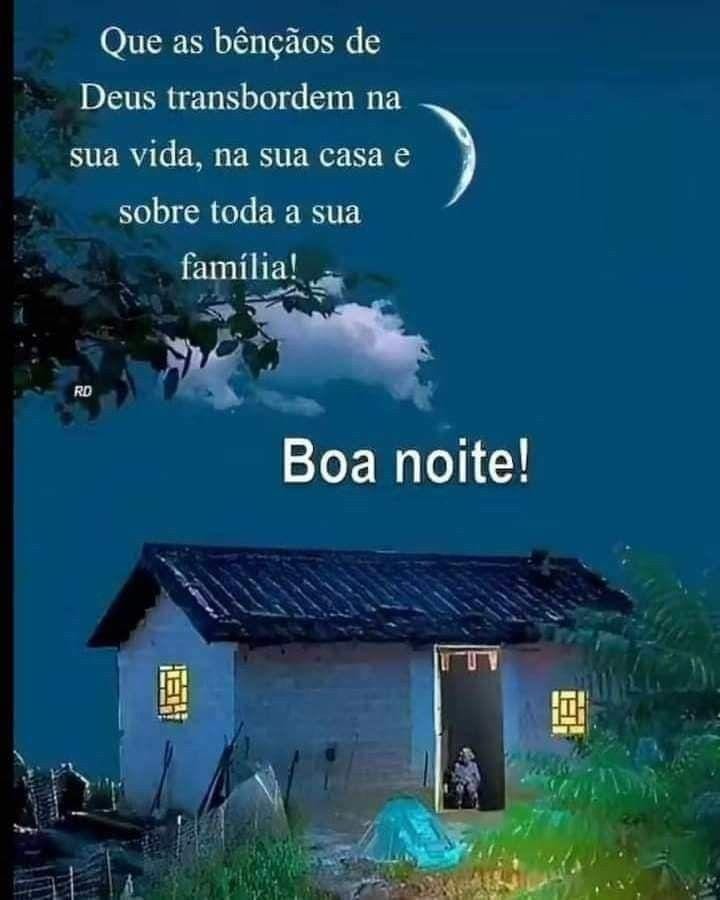 Que as bênçãos de
Deus transbordem na
sua vida, na sua casa e
sobre toda a sua
família!
RD
Boa noite!